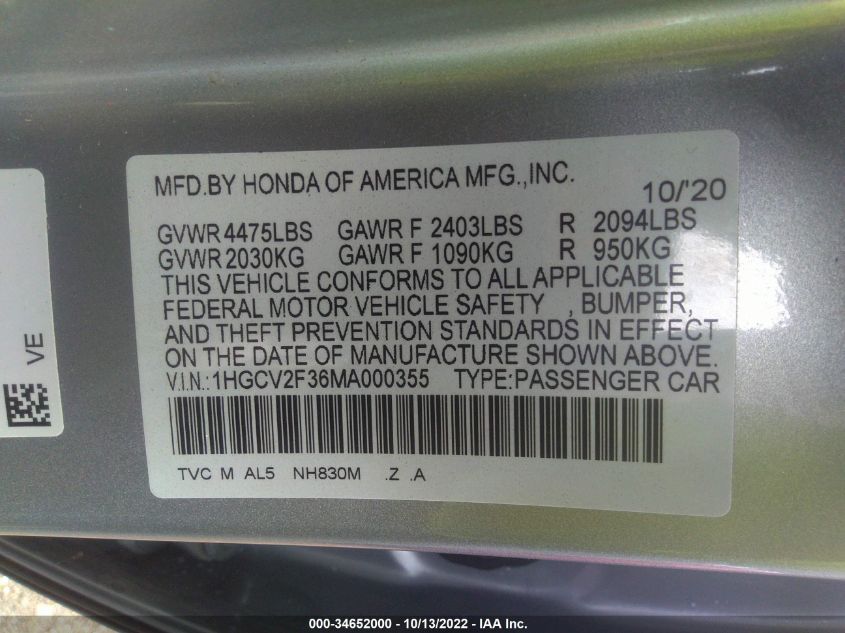 MFD.BY HONDA OF AMERICA MFG.,INC.
10/'20
GVWR 4475LBS GAWR F 2403LBS R 2094LBS
GVWR 2030KG GAWR F 1090KG R 950KG
THIS VEHICLE CONFORMS TO ALL APPLICABLE
FEDERAL MOTOR VEHICLE SAFETY , BUMPER,
AND THEFT PREVENTION STANDARDS IN EFFECT
ON THE DATE OF MANUFACTURE SHOWN ABOVE.
V.I.N.:1HGCV2F36MA000355 TYPE:PASSENGER CAR
TVC M AL5 NH830M .Z .A
VE
000-34652000 - 10/13/2022 - IAA Inc.